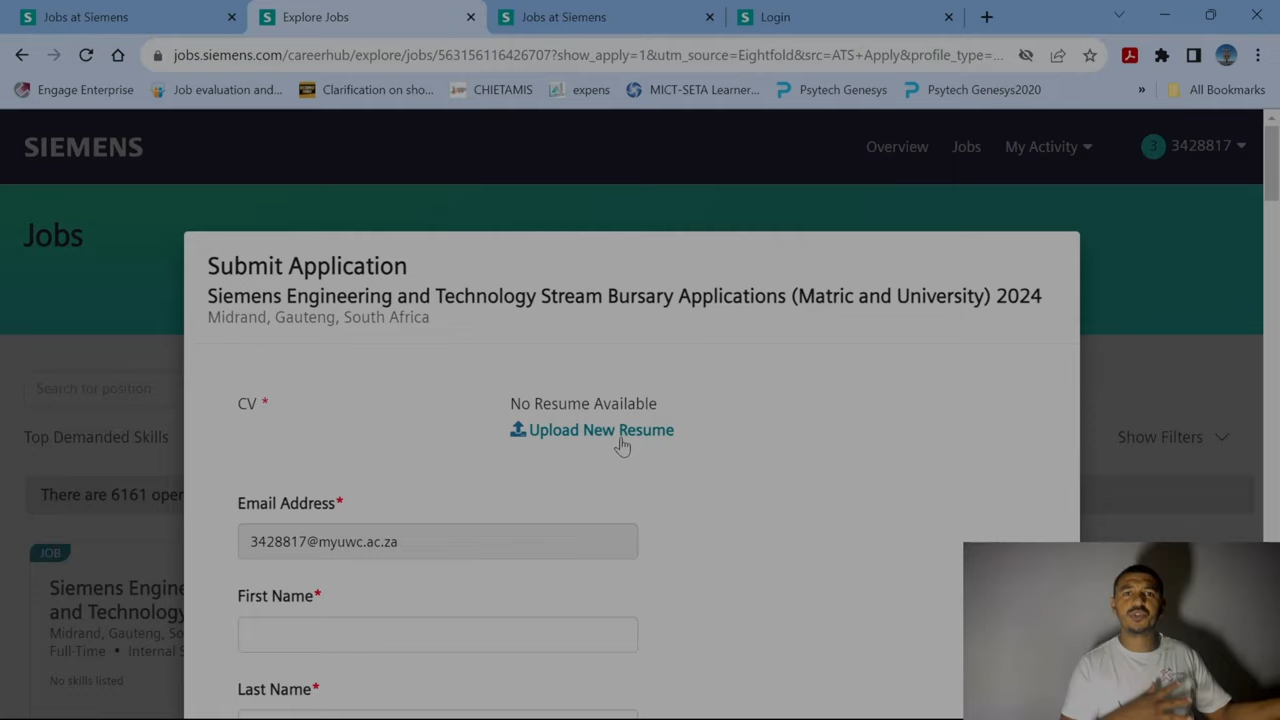 Jobs at Siemens
Explore Jobs
Jobs at Siemens
Login
jobs.siemens.com/careerhub/explore/jobs/563156116426707?show_apply=1&utm_source=Eightfold&src=ATS+Apply&profile_type=...
Engage Enterprise
Job evaluation and...
Clarification on sho...
CHIETAMIS
expens
MICT-SETA Learner...
Psytech Genesys
Psytech Genesys2020
»
All Bookmarks
SIEMENS
Overview
Jobs
My Activity
3
3428817
Jobs
Submit Application
Siemens Engineering and Technology Stream Bursary Applications (Matric and University) 2024
Midrand, Gauteng, South Africa
Search for position
CV *
No Resume Available
Upload New Resume
Top Demanded Skills
Show Filters
There are 6161 oper
Email Address*
3428817@myuwc.ac.za
JOB
Siemens Engine
and Technology
Midrand, Gauteng, So
Full-Time • Internal S
No skills listed
First Name*
Last Name*